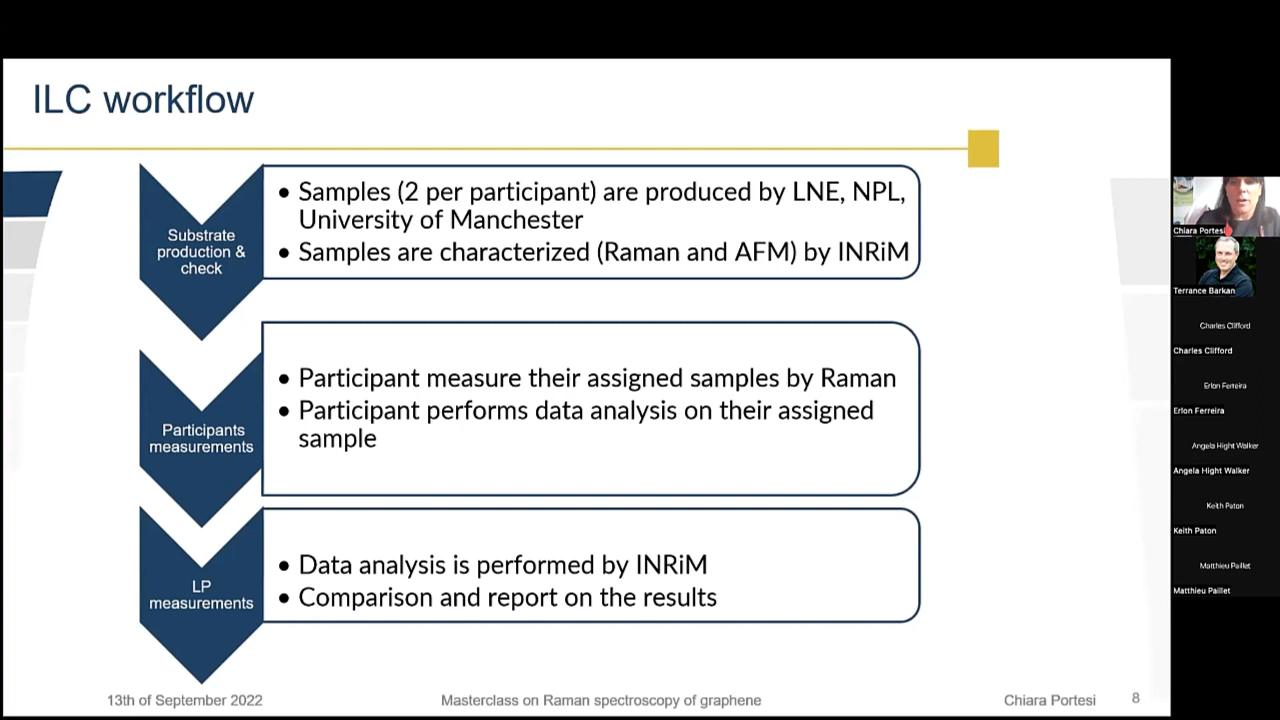 ILC workflow
Substrate
production &
check
• Samples (2 per participant) are produced by LNE, NPL,
University of Manchester
• Samples are characterized (Raman and AFM) by INRiM
Participants
measurements
• Participant measure their assigned samples by Raman
• Participant performs data analysis on their assigned
sample
LP
measurements
• Data analysis is performed by INRiM
• Comparison and report on the results
13th of September 2022
Masterclass on Raman spectroscopy of graphene
Chiara Portesi
8
Chiara Portesi
Terrance Barkan
Charles Clifford
Charles Clifford
Erlon Ferreira
Erlon Ferreira
Angela Hight Walker
Angela Hight Walker
Keith Paton
Keith Paton
Matthieu Paillet
Matthieu Paillet